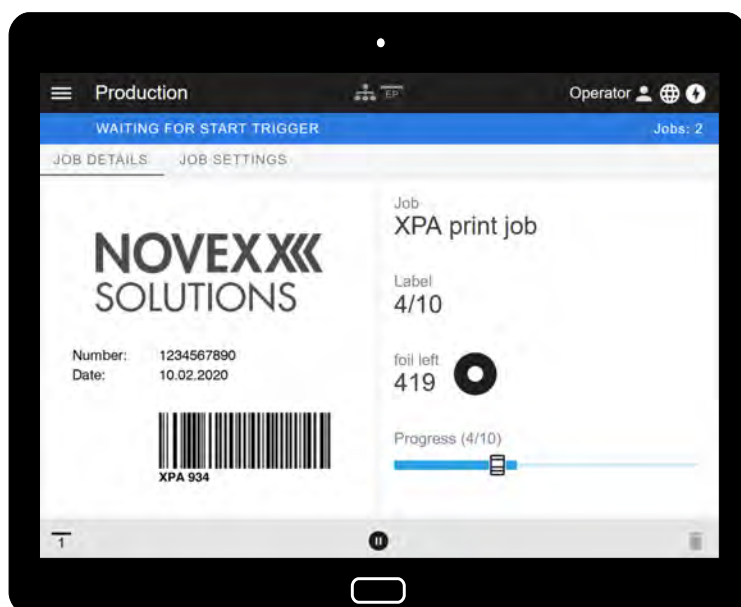 Production
EP
Operator
WAITING FOR START TRIGGER
Jobs: 2
JOB DETAILS
JOB SETTINGS
NOVEXX
SOLUTIONS
Number: 1234567890
Date: 10.02.2020
XPA 934
Job
XPA print job
Label
4/10
foil left
419
Progress (4/10)
1